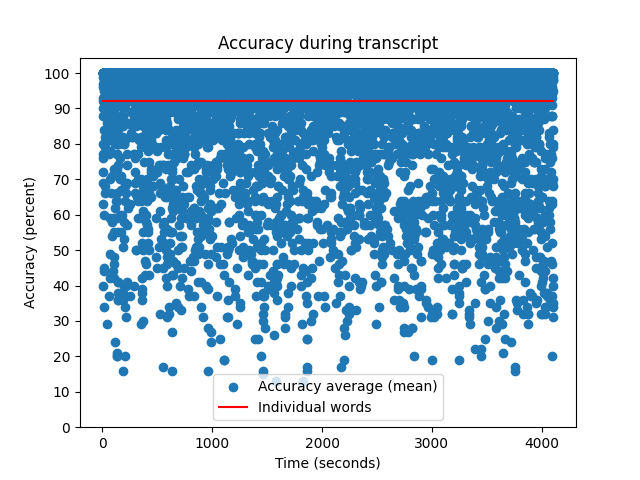 Accuracy during transcript
100
90
80
70
60
50
40
30
20
10
0
Accuracy (percent)
Accuracy average (mean)
Individual words
0 1000 2000 3000 4000
Time (seconds)